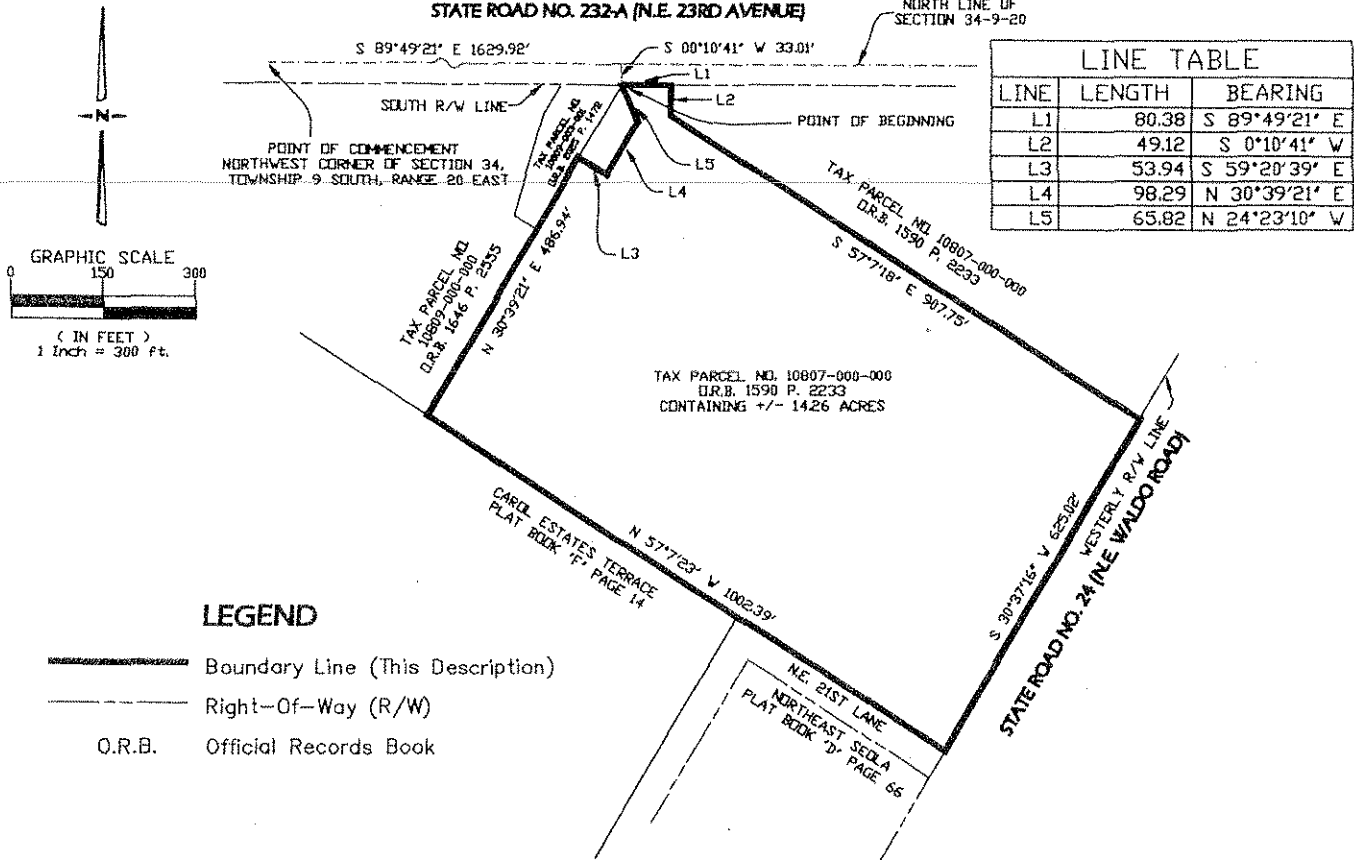 STATE ROAD NO. 232-A (N.E. 23RD AVENUE)
NORTH LINE OF
SECTION 34-9-20
S 89°49'21" E 1629.92'
S 00°10'41" W 33.01'
L1
L2
SOUTH R/W LINE
POINT OF BEGINNING
POINT OF COMMENCEMENT
NORTHWEST CORNER OF SECTION 34,
TOWNSHIP 9 SOUTH, RANGE 20 EAST
TAX PARCEL NO.
O.R.B. 2025 P. 1472
L5
L4
L3
N
GRAPHIC SCALE
0 150 300
( IN FEET )
1 Inch = 300 ft.
LINE TABLE
LINE LENGTH BEARING
L1 80.38 S 89°49'21" E
L2 49.12 S 0°10'41" W
L3 53.94 S 59°20'39" E
L4 98.29 N 30°39'21" E
L5 65.82 N 24°23'10" W
TAX PARCEL NO. 10807-000-000
O.R.B. 1590 P. 2233
S 57°7'18" E 907.75'
TAX PARCEL NO.
10809-000-000
O.R.B. 1646 P. 2555
N 30°39'21" E 486.94'
TAX PARCEL NO. 10807-000-000
O.R.B. 1590 P. 2233
CONTAINING +/- 14.26 ACRES
S 30°37'16" W 625.02'
WESTERLY R/W LINE
STATE ROAD NO. 24 (N.E. WALDO ROAD)
N 57°7'23" W 1002.39'
CAROL ESTATES TERRACE
PLAT BOOK 'F' PAGE 14
N.E. 21ST LANE
NORTHEAST SEOLA
PLAT BOOK 'D' PAGE 66
LEGEND
Boundary Line (This Description)
Right-Of-Way (R/W)
O.R.B. Official Records Book